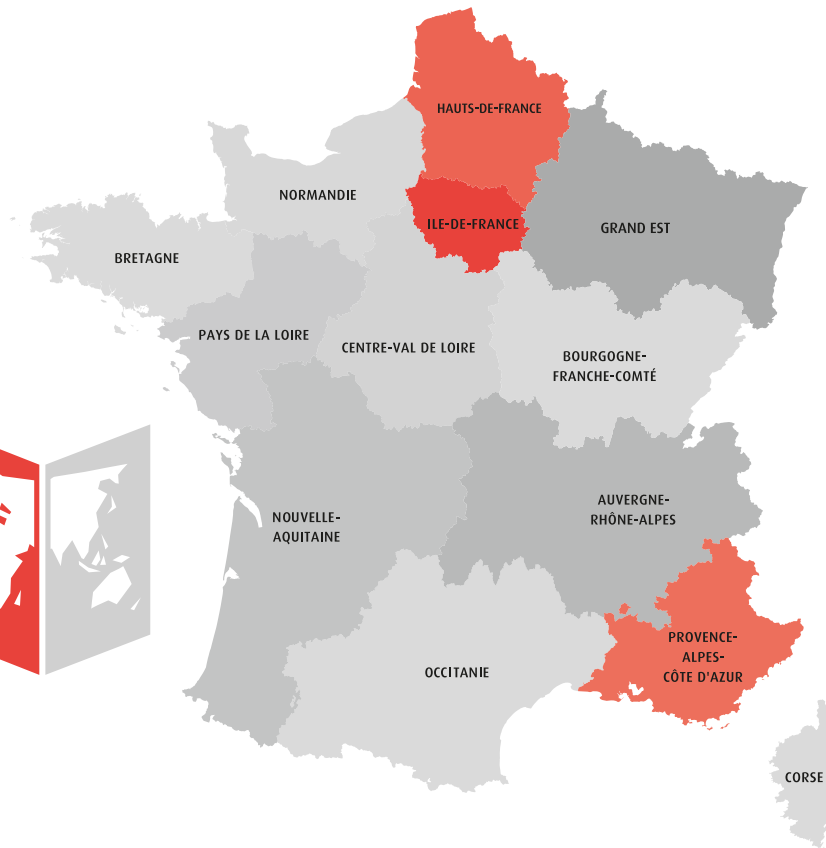 HAUTS-DE-FRANCE
NORMANDIE
ILE-DE-FRANCE
GRAND EST
BRETAGNE
PAYS DE LA LOIRE
CENTRE-VAL DE LOIRE
BOURGOGNE-
FRANCHE-COMTÉ
AUVERGNE-
RHÔNE-ALPES
NOUVELLE-
AQUITAINE
PROVENCE-
ALPES-
CÔTE D'AZUR
OCCITANIE
CORSE